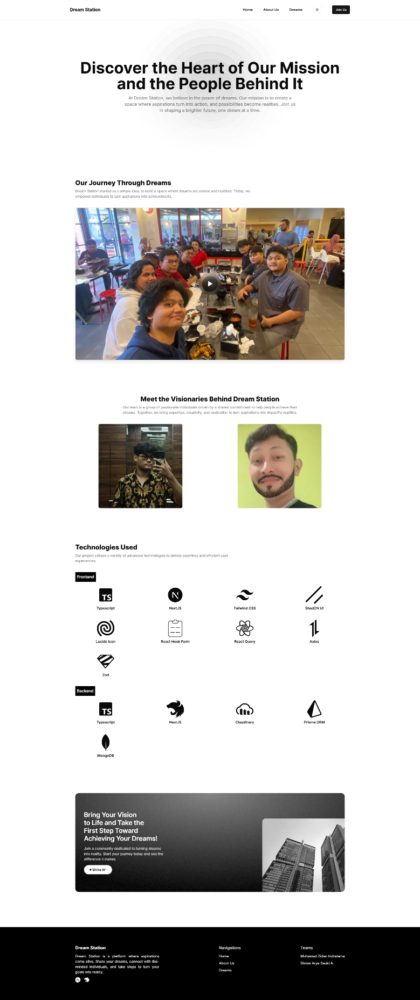 Dream Station
Home
About Us
Dreams
Join Us
Discover the Heart of Our Mission
and the People Behind It
At Dream Station, we believe in the power of dreams. Our mission is to create a
space where aspirations turn into action, and possibilities become realities. Join us
in shaping a brighter future, one dream at a time.
Our Journey Through Dreams
Dream Station started as a simple idea: to build a space where dreams are shared and realized. Today, we
empower individuals to turn aspirations into achievements.
Meet the Visionaries Behind Dream Station
Our team is a group of passionate individuals driven by a shared commitment to help people achieve their
dreams. Together, we bring expertise, creativity, and dedication to turn aspirations into impactful realities.
Technologies Used
Our project utilizes a variety of advanced technologies to deliver seamless and efficient user
experiences.
Frontend
TS
Typescript
NextJS
Tailwind CSS
ShadCN UI
Lucide Icon
React Hook Form
React Query
Axios
Zod
Backend
TS
Typescript
NestJS
Cloudinary
Prisma ORM
MongoDB
Bring Your Vision
to Life and Take the
First Step Toward
Achieving Your Dreams!
Join a community dedicated to turning dreams
into reality. Start your journey today and see the
difference it makes.
Write it!
Dream Station
Dream Station is a platform where aspirations
come alive. Share your dreams, connect with like-
minded individuals, and take steps to turn your
goals into reality.
Navigations
Home
About Us
Dreams
Teams
Muhamad Zidan Indratama
Dimas Arya Sauki A.